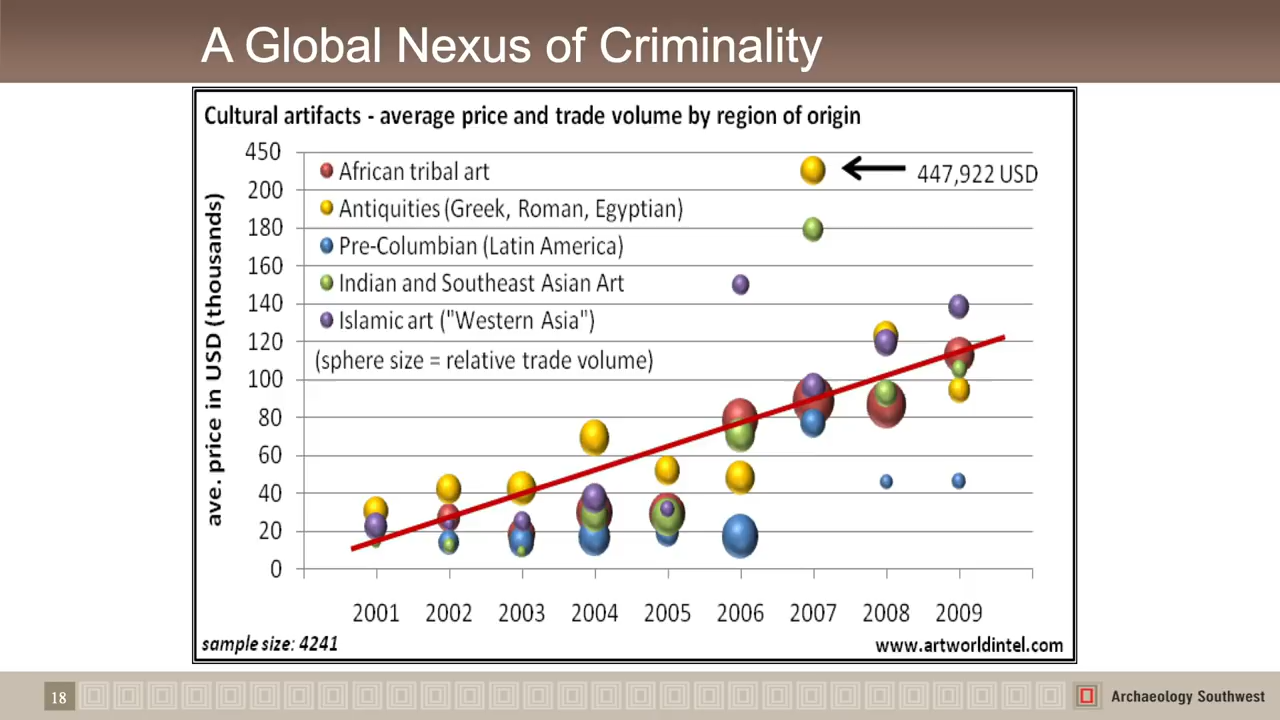 A Global Nexus of Criminality
Cultural artifacts - average price and trade volume by region of origin
ave. price in USD (thousands)
450
200
180
160
140
120
100
80
60
40
20
0
African tribal art
Antiquities (Greek, Roman, Egyptian)
Pre-Columbian (Latin America)
Indian and Southeast Asian Art
Islamic art ("Western Asia")
(sphere size = relative trade volume)
447,922 USD
2001 2002 2003 2004 2005 2006 2007 2008 2009
sample size: 4241
www.artworldintel.com
18
Archaeology Southwest